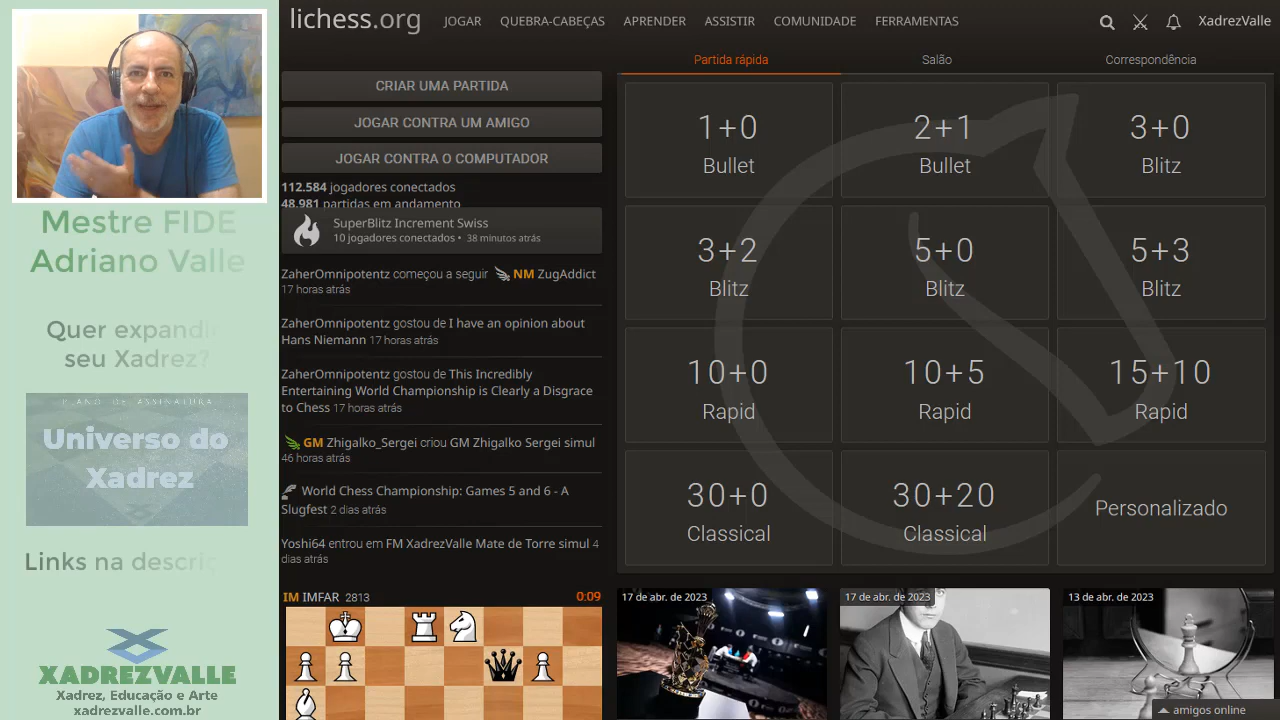 lichess.org
JOGAR
QUEBRA-CABEÇAS
APRENDER
ASSISTIR
COMUNIDADE
FERRAMENTAS
XadrezValle
Partida rápida
Salão
Correspondência
Mestre FIDE
Adriano Valle
Quer expandi
seu Xadrez?
PLANO DE ASSINATURA
Universo do
Xadrez
Links na descriç
XADREZVALLE
Xadrez, Educação e Arte
xadrezvalle.com.br
CRIAR UMA PARTIDA
JOGAR CONTRA UM AMIGO
JOGAR CONTRA O COMPUTADOR
112.584 jogadores conectados
48.981 partidas em andamento
SuperBlitz Increment Swiss
10 jogadores conectados • 38 minutos atrás
ZaherOmnipotentz começou a seguir NM ZugAddict
17 horas atrás
ZaherOmnipotentz gostou de I have an opinion about
Hans Niemann 17 horas atrás
ZaherOmnipotentz gostou de This Incredibly
Entertaining World Championship is Clearly a Disgrace
to Chess 17 horas atrás
GM Zhigalko_Sergei criou GM Zhigalko Sergei simul
46 horas atrás
World Chess Championship: Games 5 and 6 - A
Slugfest 2 dias atrás
Yoshi64 entrou em FM XadrezValle Mate de Torre simul 4
dias atrás
IM IMFAR 2813 0:09
1+0
Bullet
2+1
Bullet
3+0
Blitz
3+2
Blitz
5+0
Blitz
5+3
Blitz
10+0
Rapid
10+5
Rapid
15+10
Rapid
30+0
Classical
30+20
Classical
Personalizado
17 de abr. de 2023
17 de abr. de 2023
13 de abr. de 2023
amigos online